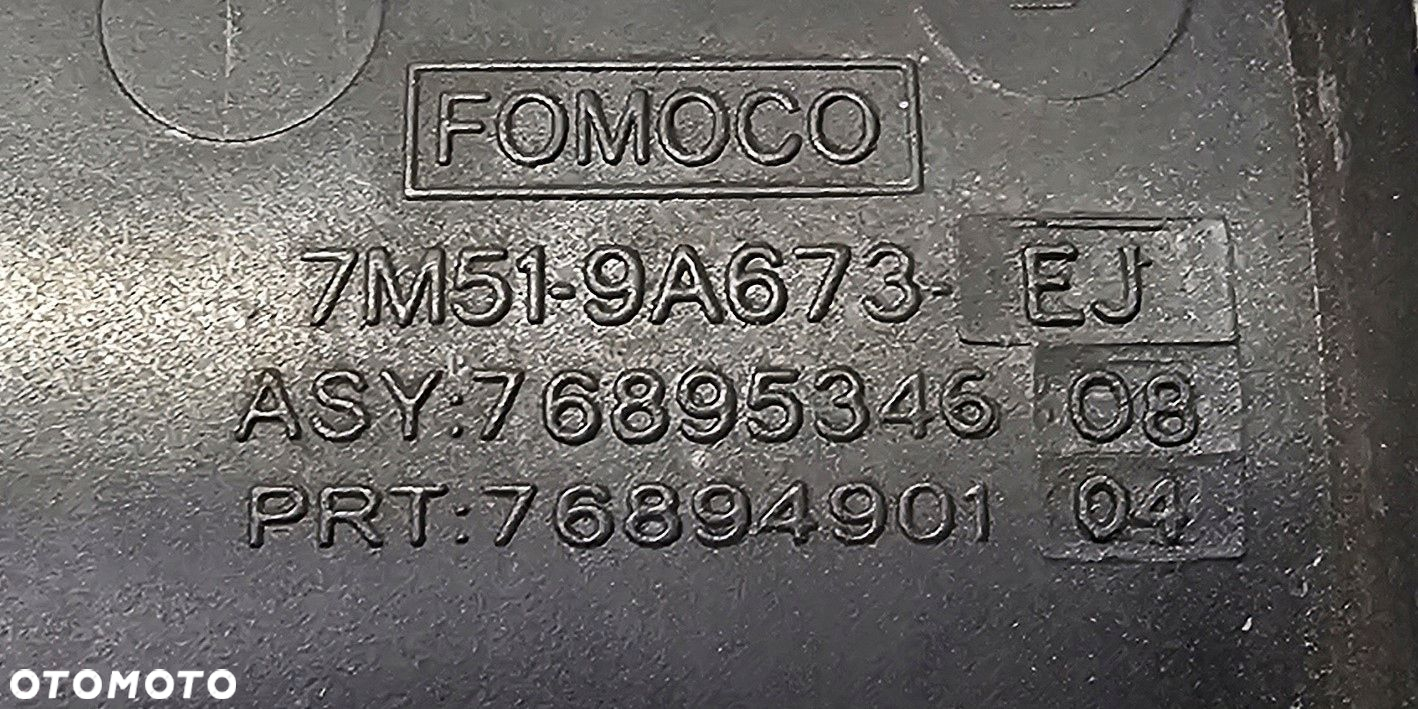 FOMOCO
7M51-9A673- EJ
ASY:76895346 08
PRT:76894901 04
OTOMOTO